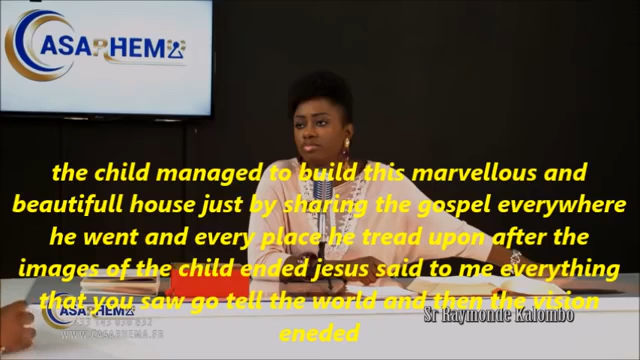 ASARHEMA
the child managed to build this marvellous and
beautifull house just by sharing the gospel everywhere
he went and every place he tread upon after the
images of the child ended jesus said to me everything
that you saw go tell the world and then the vision
eneded
Sr Raymonde Kalombo
ASARHEMA